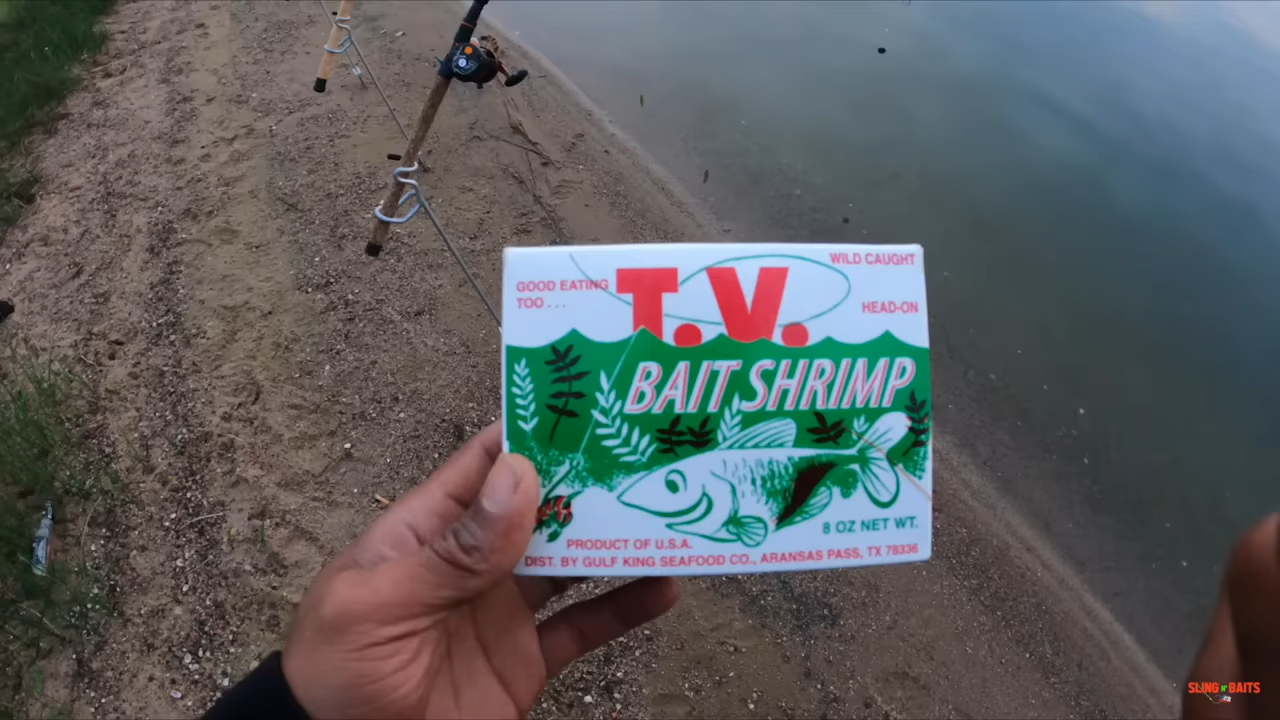 GOOD EATING
TOO . . .
T.V.
WILD CAUGHT
HEAD-ON
BAIT SHRIMP
8 OZ NET WT.
PRODUCT OF U.S.A.
DIST. BY GULF KING SEAFOOD CO., ARANSAS PASS, TX 78336
SLING N' BAITS